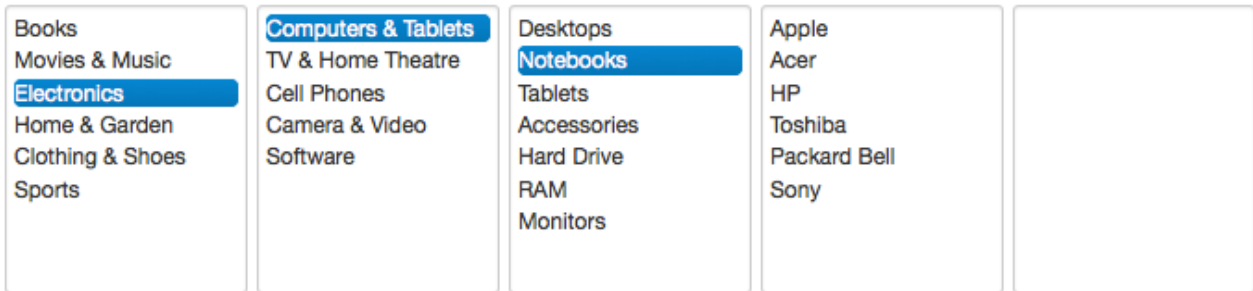 Books
Movies & Music
Electronics
Home & Garden
Clothing & Shoes
Sports
Computers & Tablets
TV & Home Theatre
Cell Phones
Camera & Video
Software
Desktops
Notebooks
Tablets
Accessories
Hard Drive
RAM
Monitors
Apple
Acer
HP
Toshiba
Packard Bell
Sony